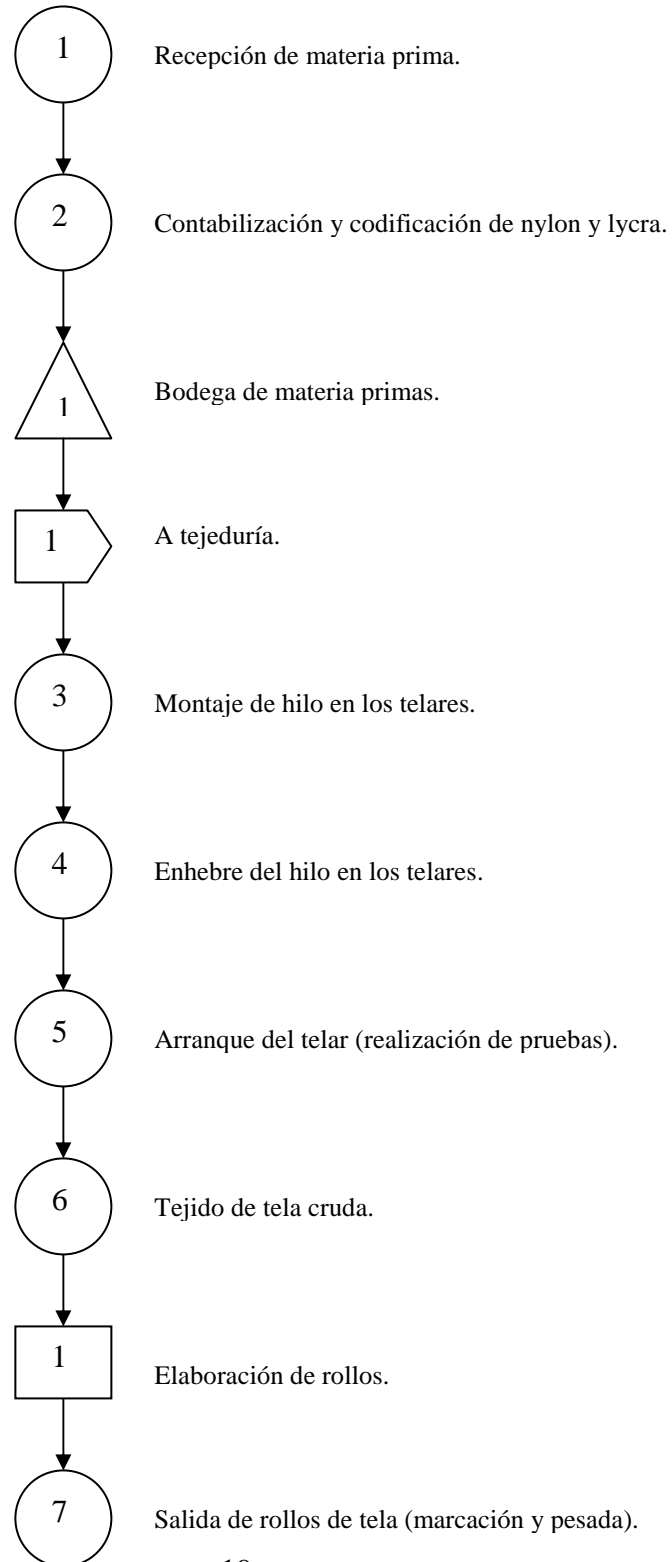 1 Recepción de materia prima.
2 Contabilización y codificación de nylon y lycra.
1 Bodega de materia primas.
1 A tejeduría.
3 Montaje de hilo en los telares.
4 Enhebre del hilo en los telares.
5 Arranque del telar (realización de pruebas).
6 Tejido de tela cruda.
1 Elaboración de rollos.
7 Salida de rollos de tela (marcación y pesada).